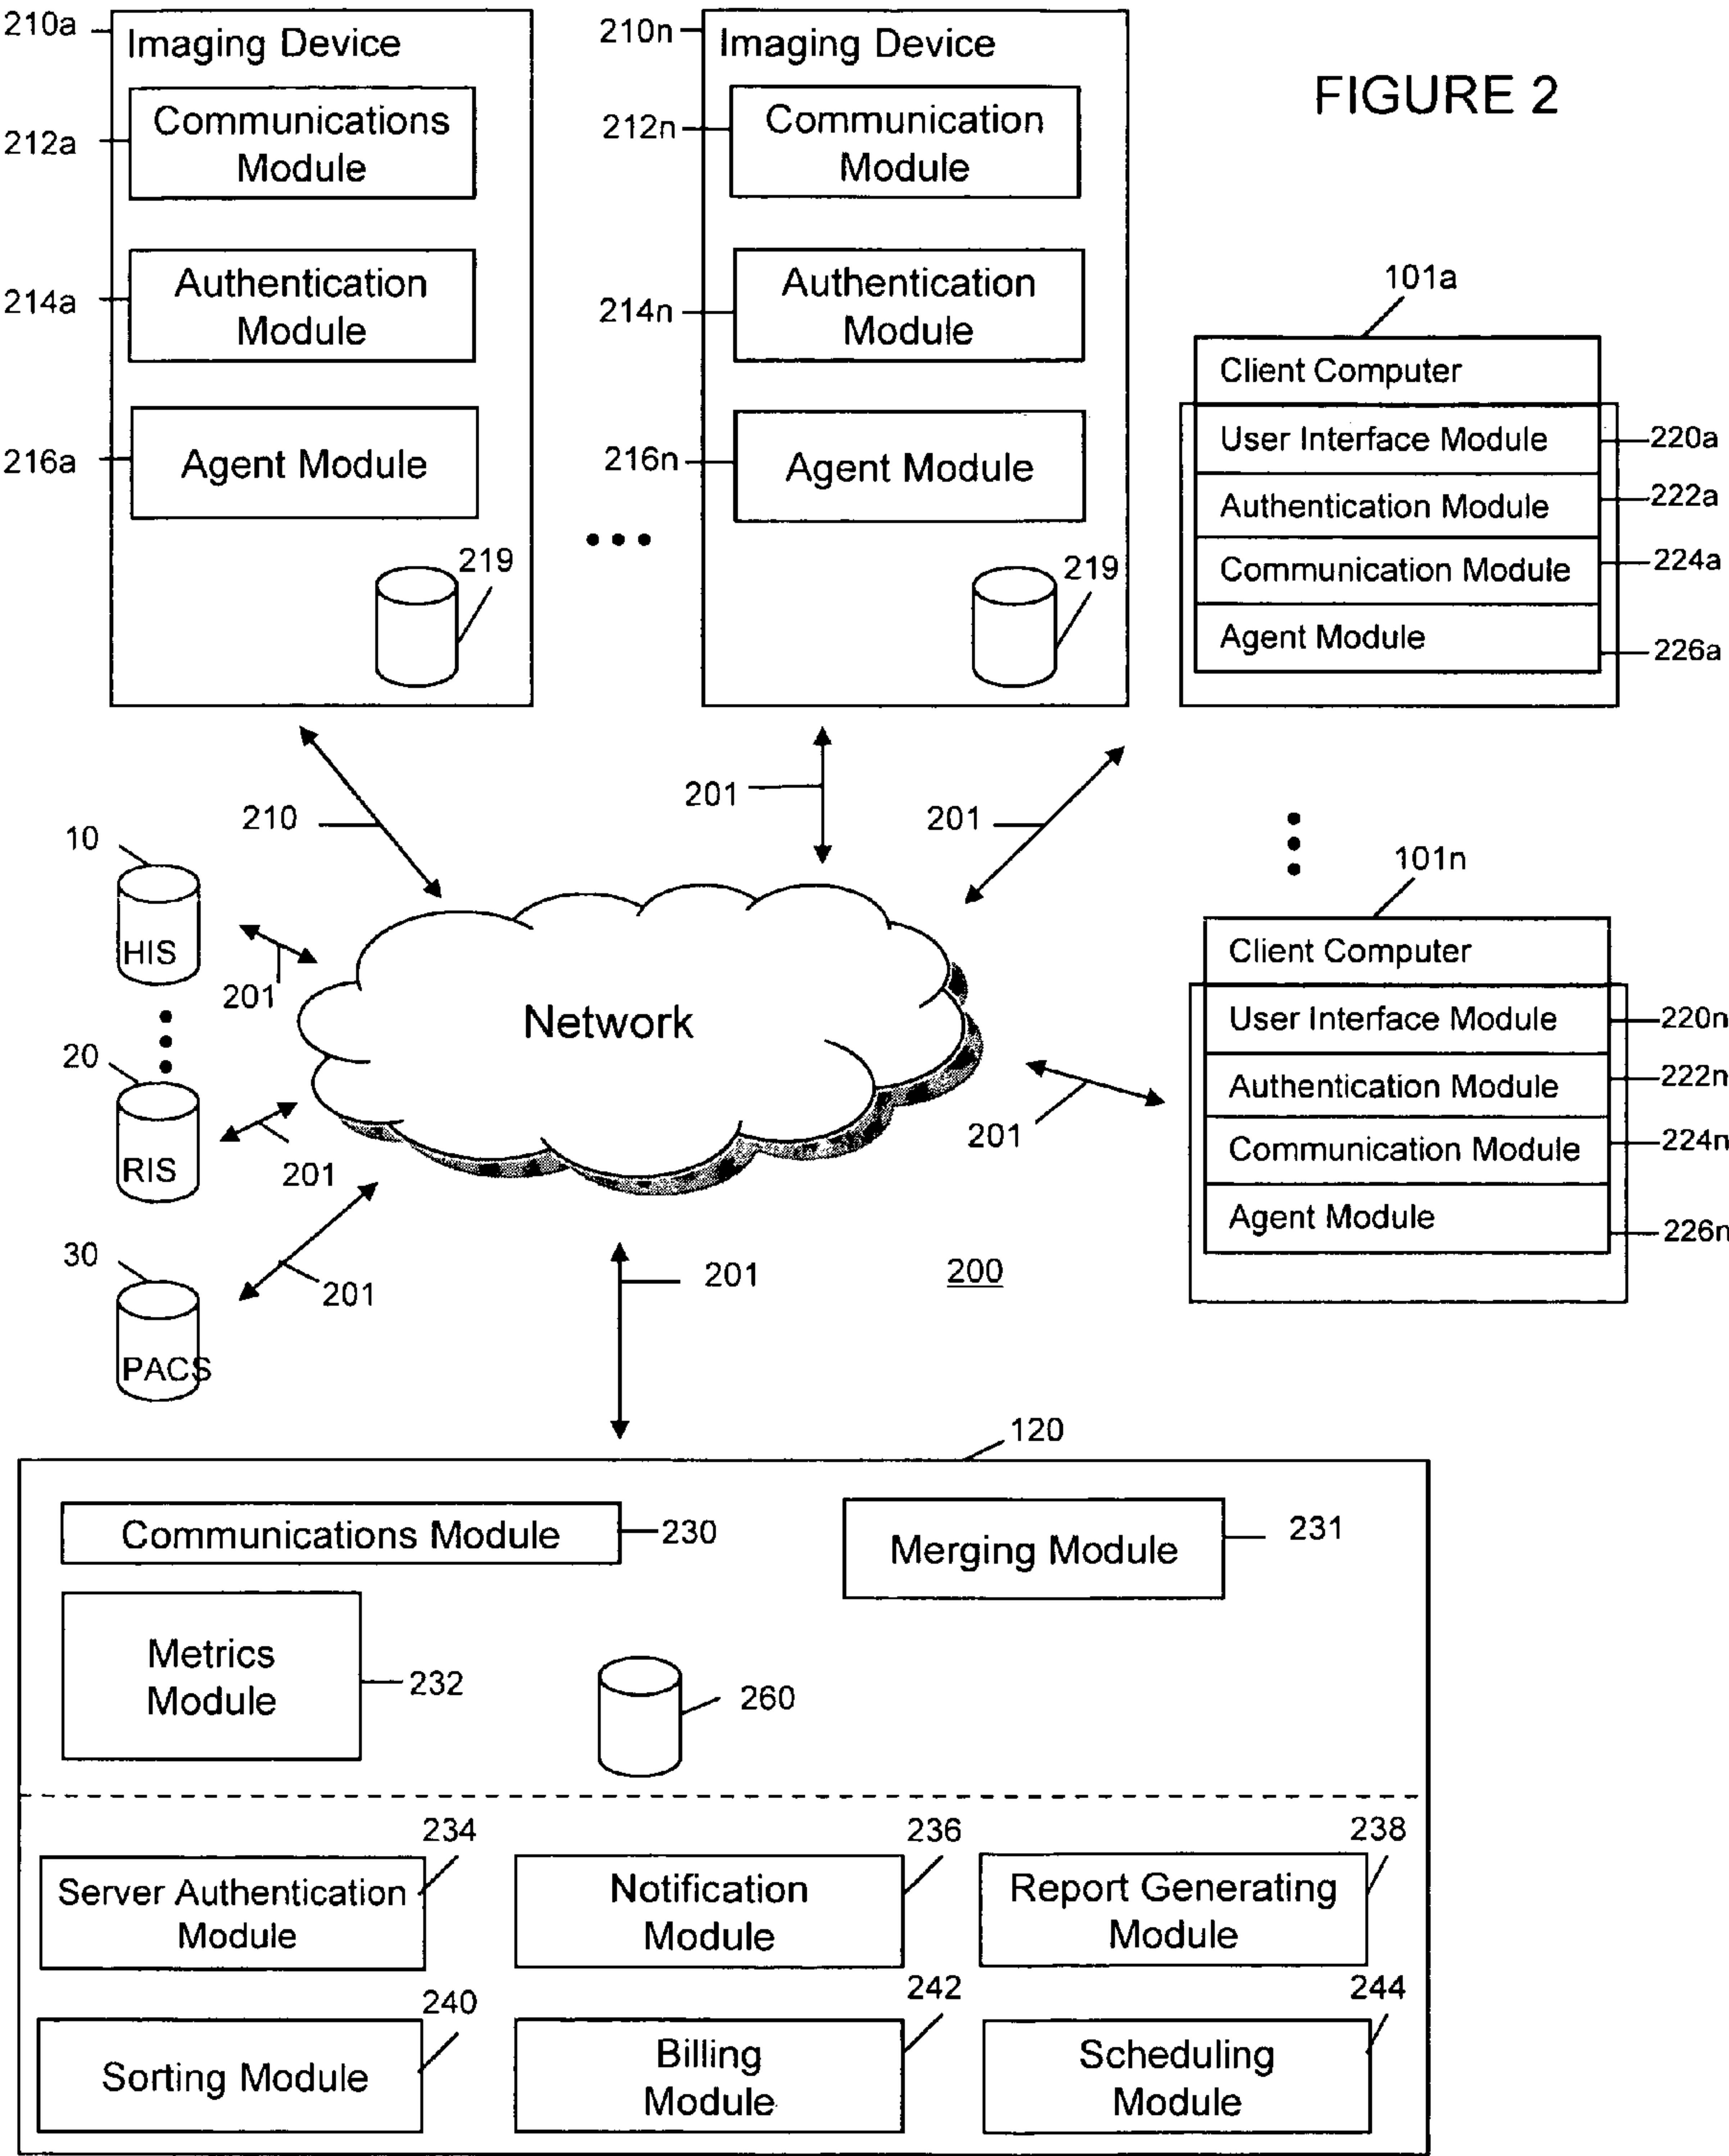 FIGURE 2
210a
Imaging Device
212a
Communications
Module
214a
Authentication
Module
216a
Agent Module
219
210n
Imaging Device
212n
Communication
Module
214n
Authentication
Module
216n
Agent Module
219
101a
Client Computer
User Interface Module
220a
Authentication Module
222a
Communication Module
224a
Agent Module
226a
210
201
201
10
HIS
201
20
RIS
201
30
PACS
201
Network
201
201
200
101n
Client Computer
User Interface Module
220n
Authentication Module
222n
Communication Module
224n
Agent Module
226n
120
Communications Module
230
Merging Module
231
Metrics
Module
232
260
234
Server Authentication
Module
236
Notification
Module
238
Report Generating
Module
240
Sorting Module
242
Billing
Module
244
Scheduling
Module